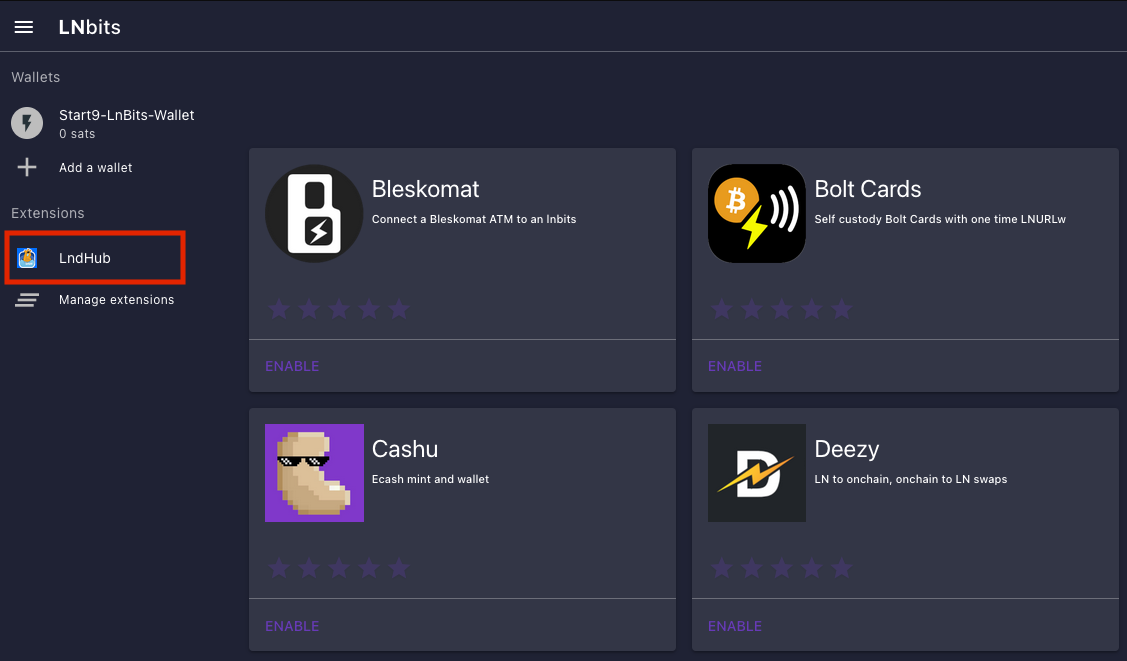 LNbits
Wallets
Start9-LnBits-Wallet
0 sats
Add a wallet
Extensions
LndHub
Manage extensions
Bleskomat
Connect a Bleskomat ATM to an lnbits
ENABLE
Bolt Cards
Self custody Bolt Cards with one time LNURLw
ENABLE
Cashu
Ecash mint and wallet
ENABLE
Deezy
LN to onchain, onchain to LN swaps
ENABLE